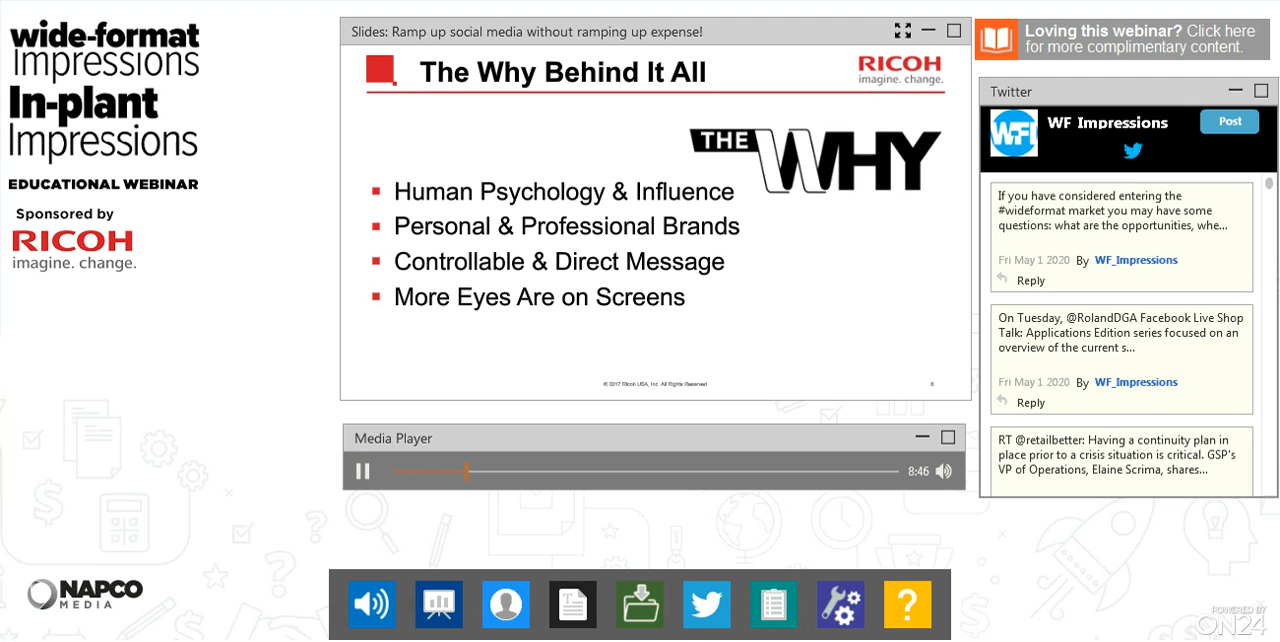 wide-format
Impressions
In-plant
Impressions
EDUCATIONAL WEBINAR
Sponsored by
RICOH
imagine. change.
Slides: Ramp up social media without ramping up expense!
The Why Behind It All
RICOH
imagine. change.
THE WHY
Human Psychology & Influence
Personal & Professional Brands
Controllable & Direct Message
More Eyes Are on Screens
© 2017 Ricoh USA, Inc. All Rights Reserved
8
Media Player
8:46
Loving this webinar? Click here
for more complimentary content.
Twitter
WF Impressions
Post
If you have considered entering the
#wideformat market you may have some
questions: what are the opportunities, whe...
Fri May 1 2020 By WF_Impressions
Reply
On Tuesday, @RolandDGA Facebook Live Shop
Talk: Applications Edition series focused on an
overview of the current s...
Fri May 1 2020 By WF_Impressions
Reply
RT @retailbetter: Having a continuity plan in
place prior to a crisis situation is critical. GSP's
VP of Operations, Elaine Scrima, shares...
NAPCO
MEDIA
?
POWERED BY
ON24